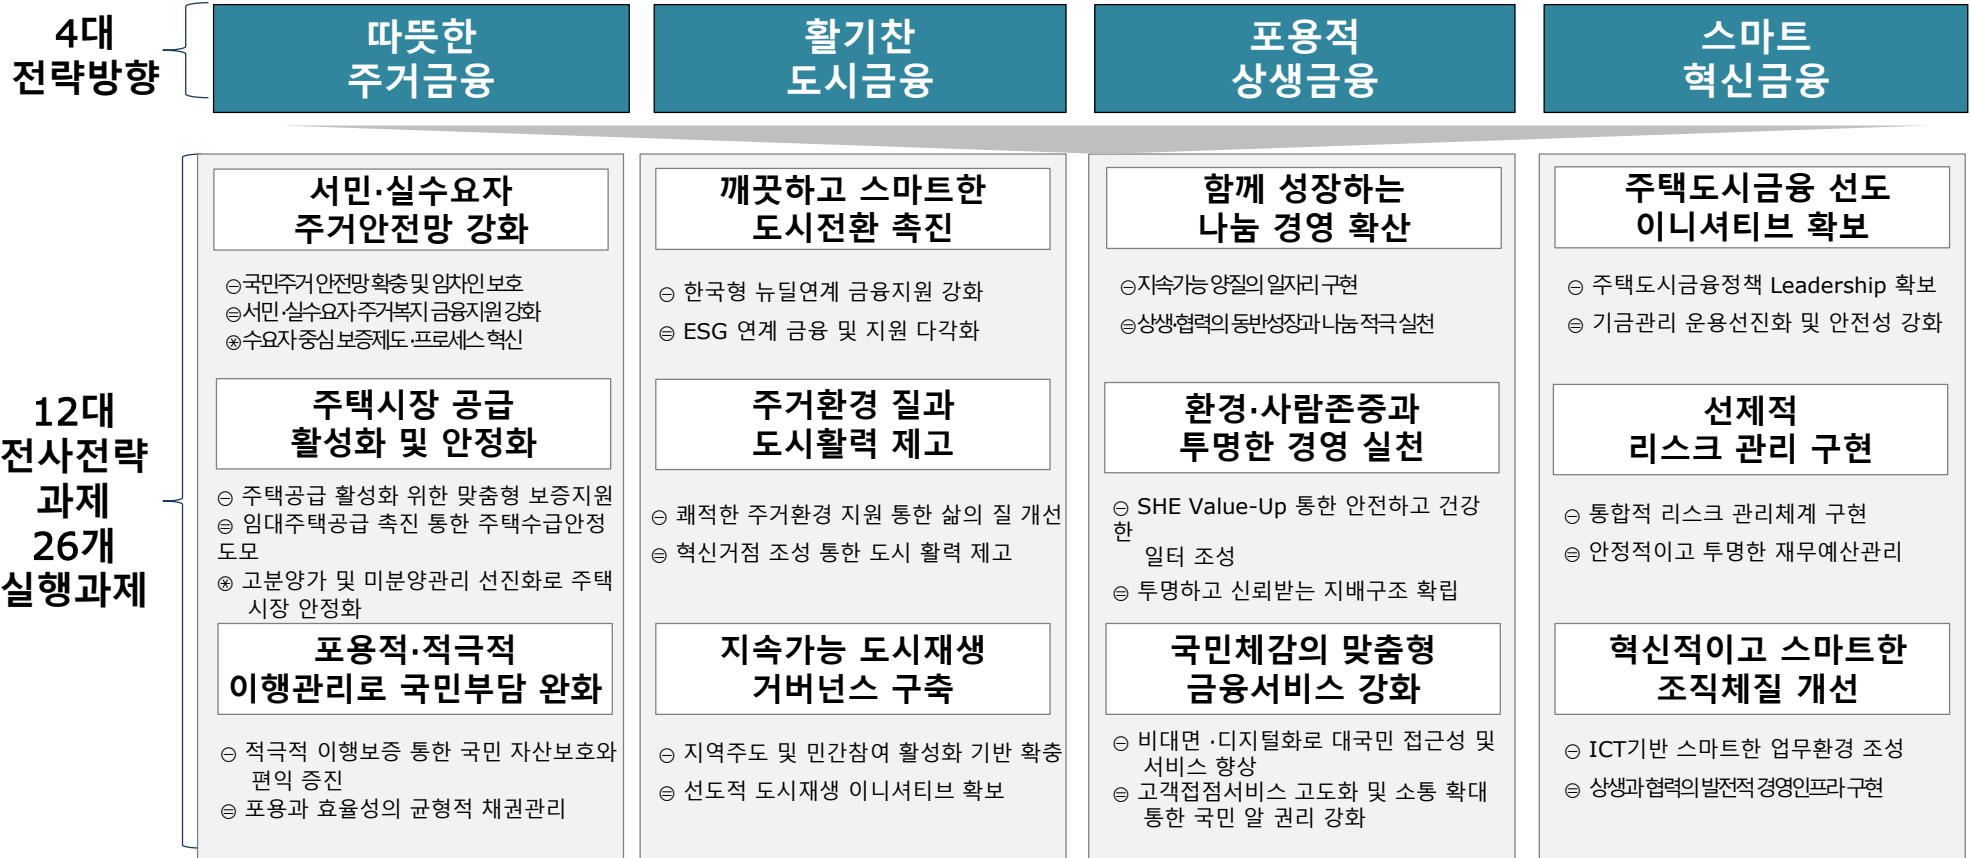 4대
전략방향
따뜻한
주거금융
활기찬
도시금융
포용적
상생금융
스마트
혁신금융
12대
전사전략
과제
26개
실행과제
서민·실수요자
주거안전망 강화
㊀국민주거 안전망 확충 및 임차인 보호
㊁서민·실수요자 주거복지 금융지원 강화
㊍수요자 중심 보증제도·프로세스 혁신
주택시장 공급
활성화 및 안정화
㊀ 주택공급 활성화 위한 맞춤형 보증지원
㊁ 임대주택공급 촉진 통한 주택수급안정
도모
㊍ 고분양가 및 미분양관리 선진화로 주택
시장 안정화
포용적·적극적
이행관리로 국민부담 완화
㊀ 적극적 이행보증 통한 국민 자산보호와
편익 증진
㊁ 포용과 효율성의 균형적 채권관리
깨끗하고 스마트한
도시전환 촉진
㊀ 한국형 뉴딜연계 금융지원 강화
㊁ ESG 연계 금융 및 지원 다각화
주거환경 질과
도시활력 제고
㊀ 쾌적한 주거환경 지원 통한 삶의 질 개선
㊁ 혁신거점 조성 통한 도시 활력 제고
지속가능 도시재생
거버넌스 구축
㊀ 지역주도 및 민간참여 활성화 기반 확충
㊁ 선도적 도시재생 이니셔티브 확보
함께 성장하는
나눔 경영 확산
㊀지속가능 양질의 일자리 구현
㊁상생·협력의 동반성장과 나눔 적극 실천
환경·사람존중과
투명한 경영 실천
㊀ SHE Value-Up 통한 안전하고 건강
한
일터 조성
㊁ 투명하고 신뢰받는 지배구조 확립
국민체감의 맞춤형
금융서비스 강화
㊀ 비대면 ·디지털화로 대국민 접근성 및
서비스 향상
㊁ 고객접점서비스 고도화 및 소통 확대
통한 국민 알 권리 강화
주택도시금융 선도
이니셔티브 확보
㊀ 주택도시금융정책 Leadership 확보
㊁ 기금관리 운용선진화 및 안전성 강화
선제적
리스크 관리 구현
㊀ 통합적 리스크 관리체계 구현
㊁ 안정적이고 투명한 재무예산관리
혁신적이고 스마트한
조직체질 개선
㊀ ICT기반 스마트한 업무환경 조성
㊁ 상생과 협력의 발전적 경영인프라 구현